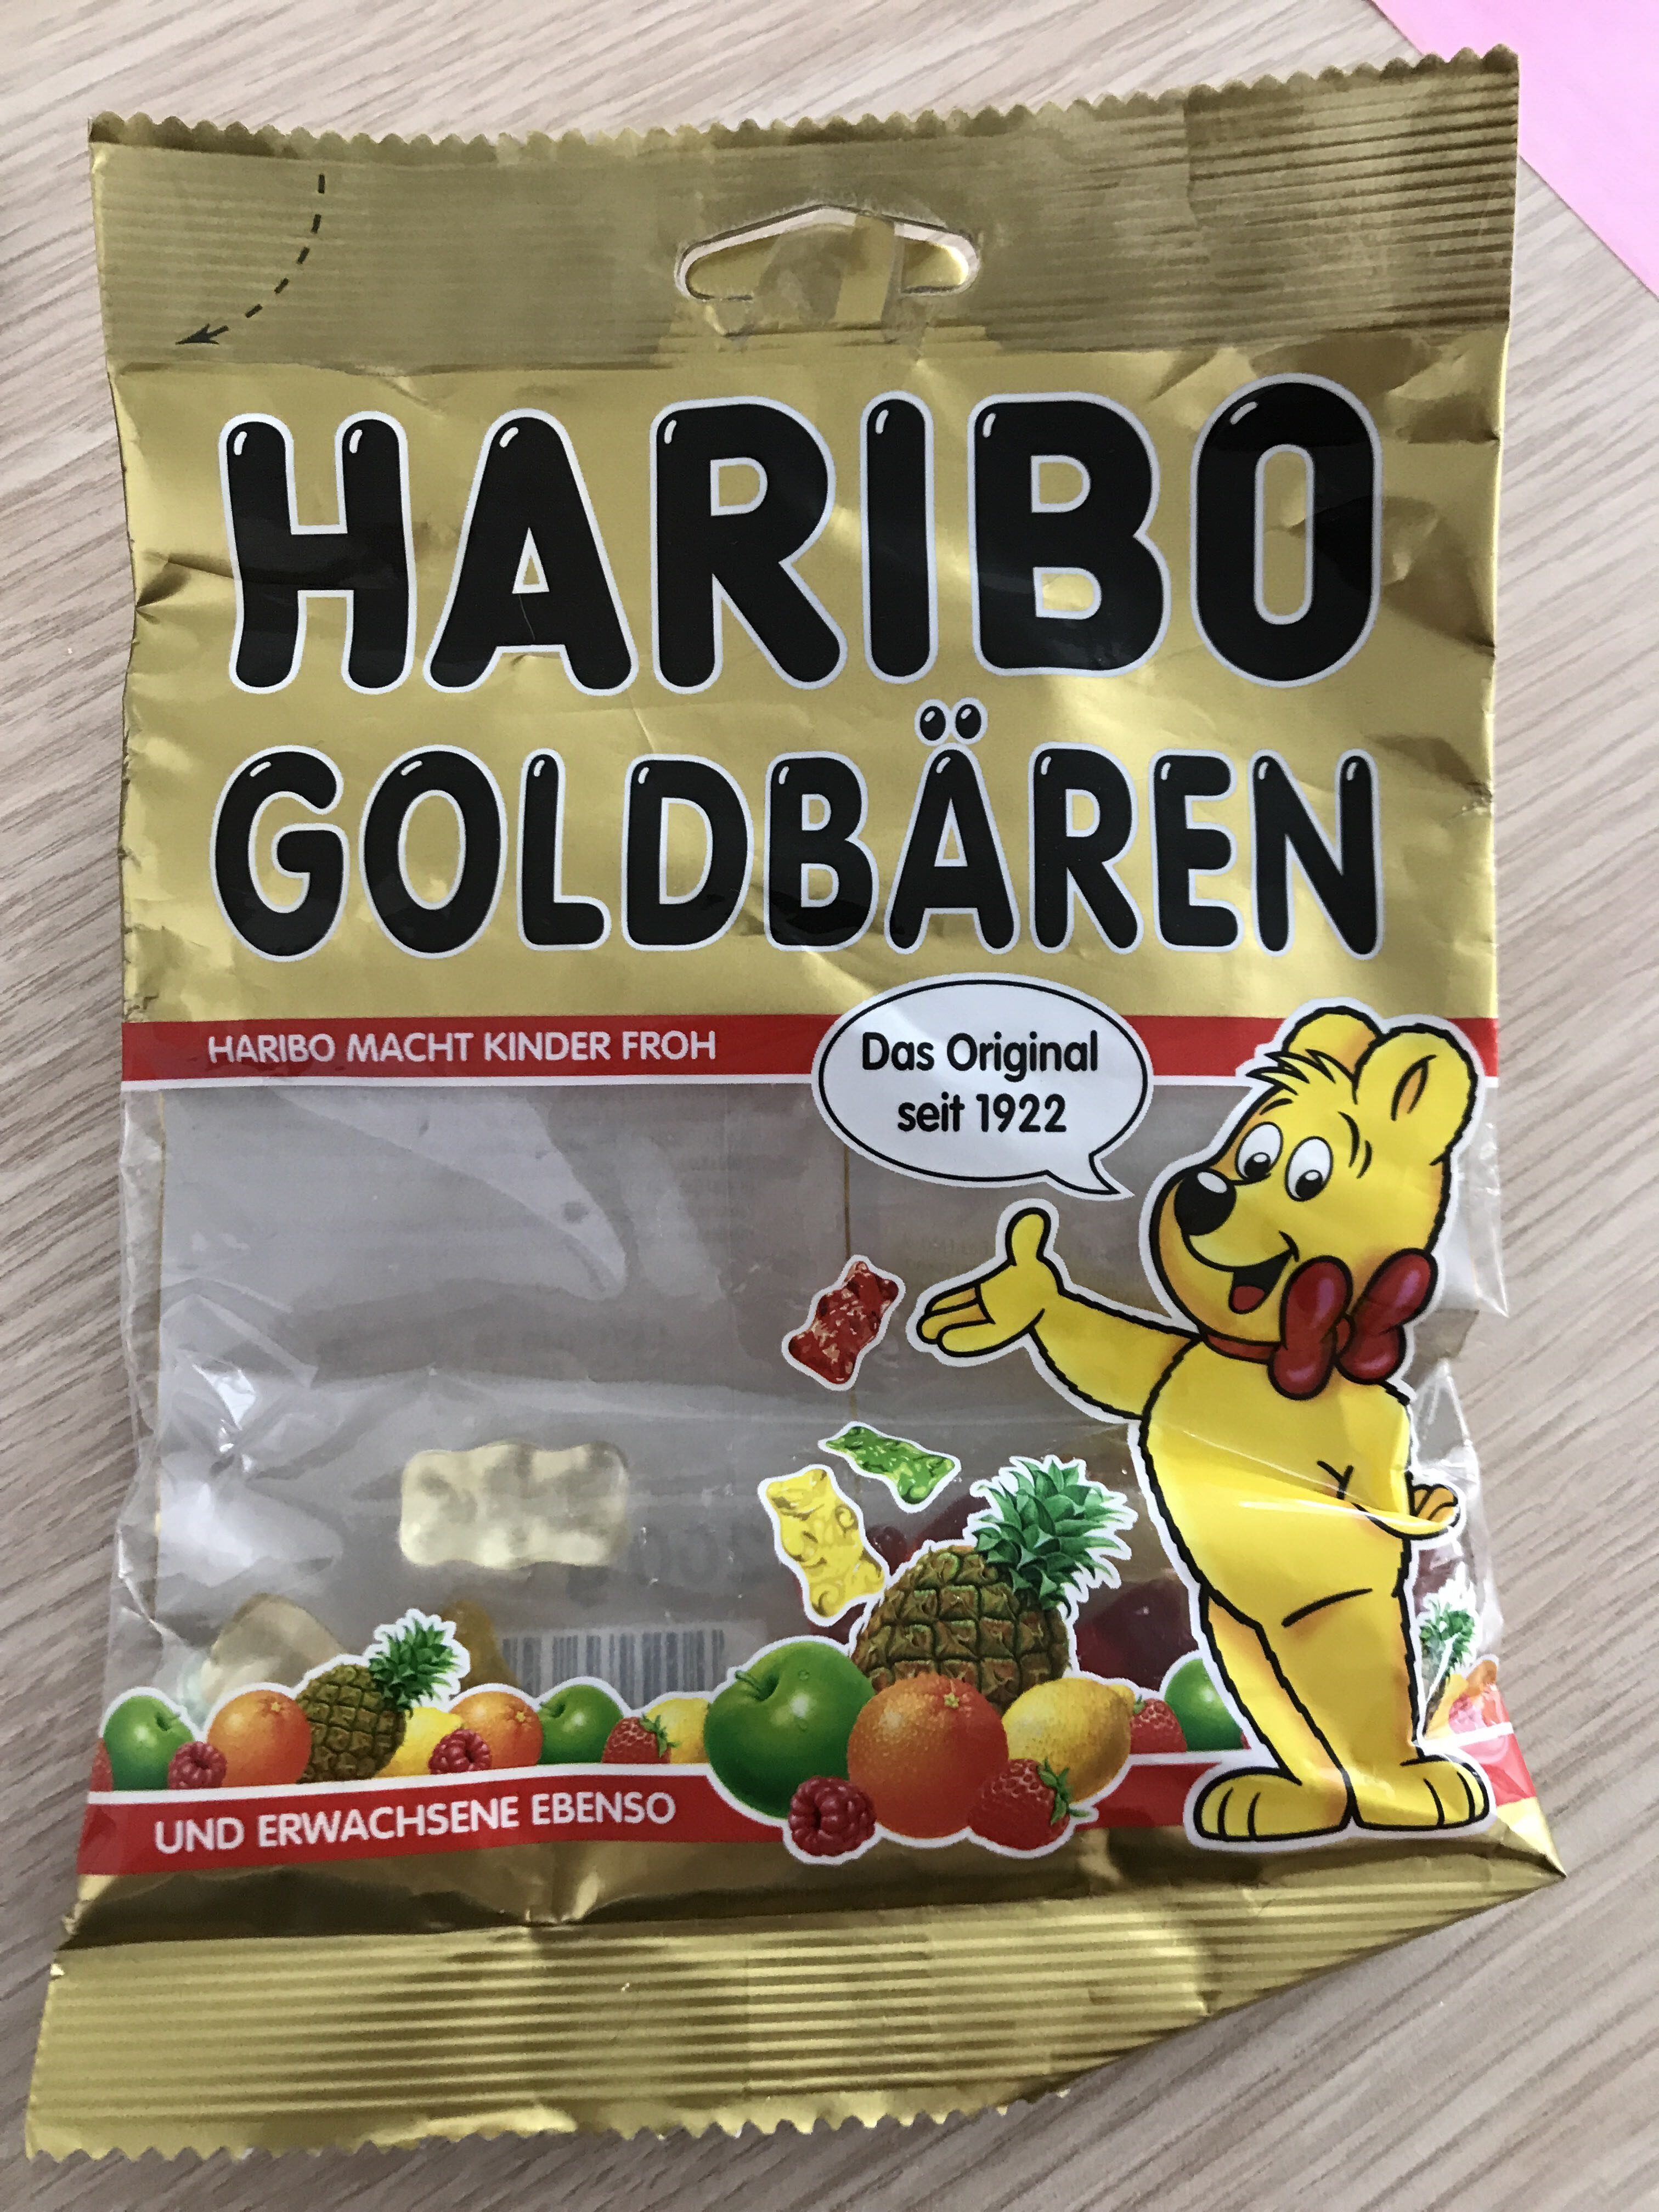 HARIBO
GOLDBÄREN
HARIBO MACHT KINDER FROH
Das Original
seit 1922
UND ERWACHSENE EBENSO